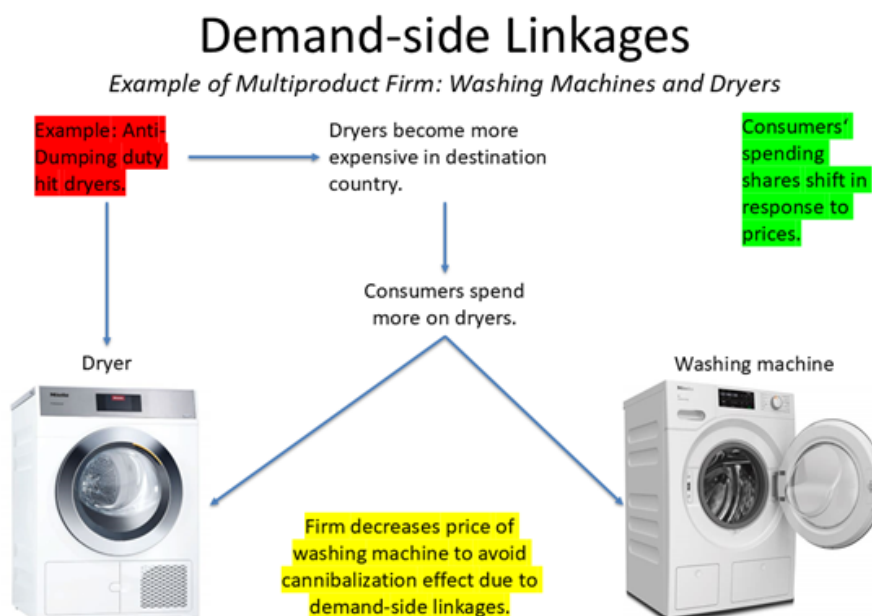 Demand-side Linkages
Example of Multiproduct Firm: Washing Machines and Dryers
Example: Anti-
Dumping duty
hit dryers.
Dryers become more
expensive in destination
country.
Consumers‘
spending
shares shift in
response to
prices.
Consumers spend
more on dryers.
Dryer
Washing machine
Miele
Miele
Firm decreases price of
washing machine to avoid
cannibalization effect due to
demand-side linkages.